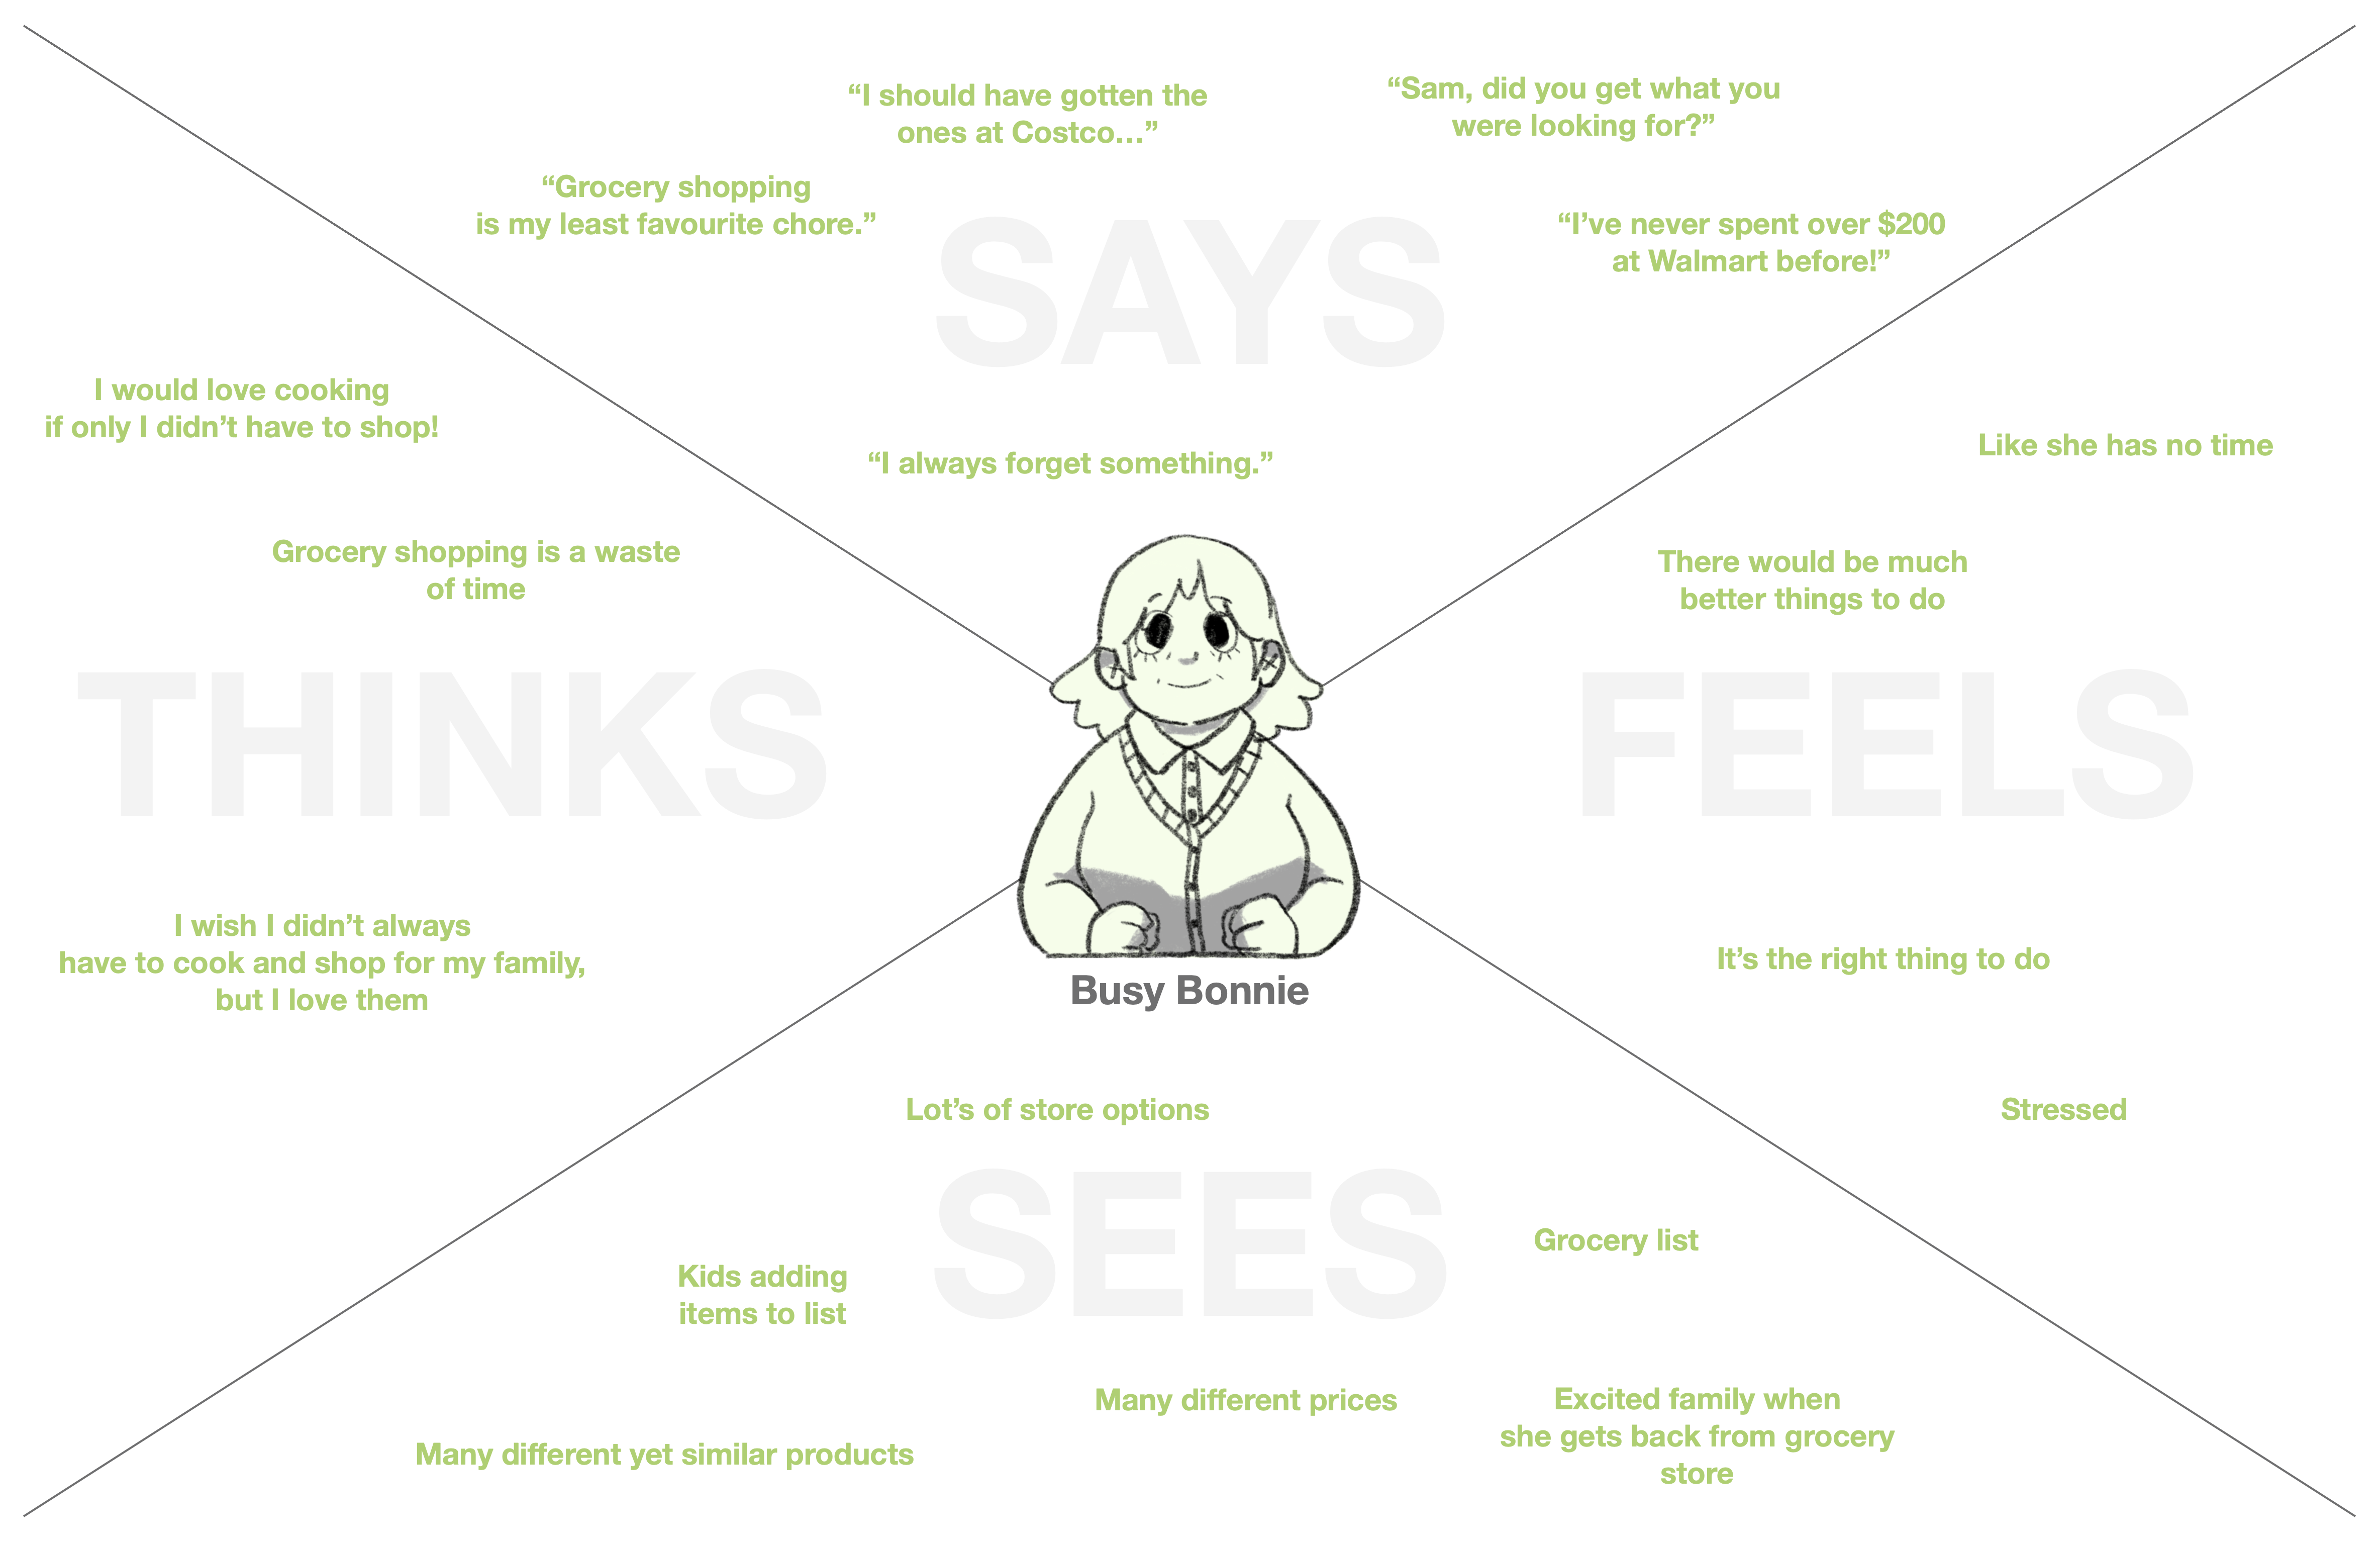 “I should have gotten the
ones at Costco…”
“Sam, did you get what you
were looking for?”
“Grocery shopping
is my least favourite chore.”
“I’ve never spent over $200
at Walmart before!”
SAYS
“I always forget something.”
I would love cooking
if only I didn’t have to shop!
Grocery shopping is a waste
of time
THINKS
I wish I didn’t always
have to cook and shop for my family,
but I love them
Like she has no time
There would be much
better things to do
FEELS
It’s the right thing to do
Stressed
Busy Bonnie
Lot’s of store options
SEES
Grocery list
Kids adding
items to list
Many different prices
Excited family when
she gets back from grocery
store
Many different yet similar products